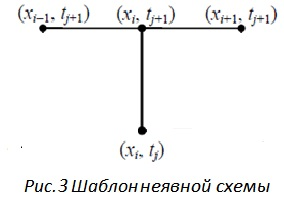 (x_{i-1}, t_{j+1}) (x_i, t_{j+1}) (x_{i+1}, t_{j+1})
(x_i, t_j)
Рис. 3 Шаблон неявной схемы